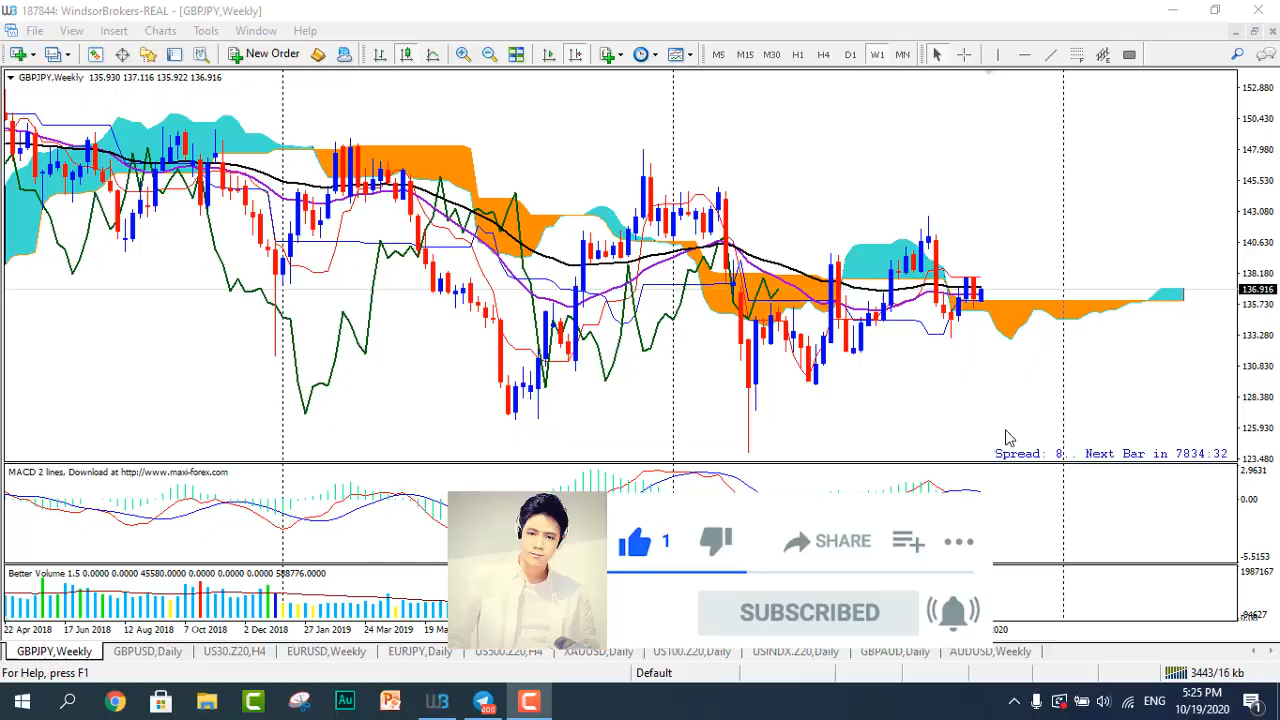 187844: WindsorBrokers-REAL - [GBPJPY,Weekly]
File View Insert Charts Tools Window Help
New Order M5 M15 M30 H1 H4 D1 W1 MN
GBPJPY,Weekly 135.930 137.116 135.922 136.916
152.880
150.430
147.980
145.530
143.080
140.630
138.180
136.916
135.730
133.280
130.830
128.380
125.930
123.480
Spread: 8.. Next Bar in 7834:32
MACD 2 lines, Download at http://www.maxi-forex.com
2.9631
0.00
-5.5153
1 SHARE
SUBSCRIBED
Better Volume 1.5 0.0000 0.0000 45580.0000 0.0000 588776.0000
1987167
22 Apr 2018 17 Jun 2018 12 Aug 2018 7 Oct 2018 2 Dec 2018 27 Jan 2019 24 Mar 2019 19 2020
GBPJPY,Weekly GBPUSD,Daily US30.Z20,H4 EURUSD,Weekly EURJPY,Daily US500.Z20,H4 XAUUSD,Daily US100.Z20,Daily USINDX.Z20,Daily GBPAUD,Daily AUDUSD,Weekly
For Help, press F1 Default 3443/16 kb
Au 400 ENG 5:25 PM
10/19/2020 1